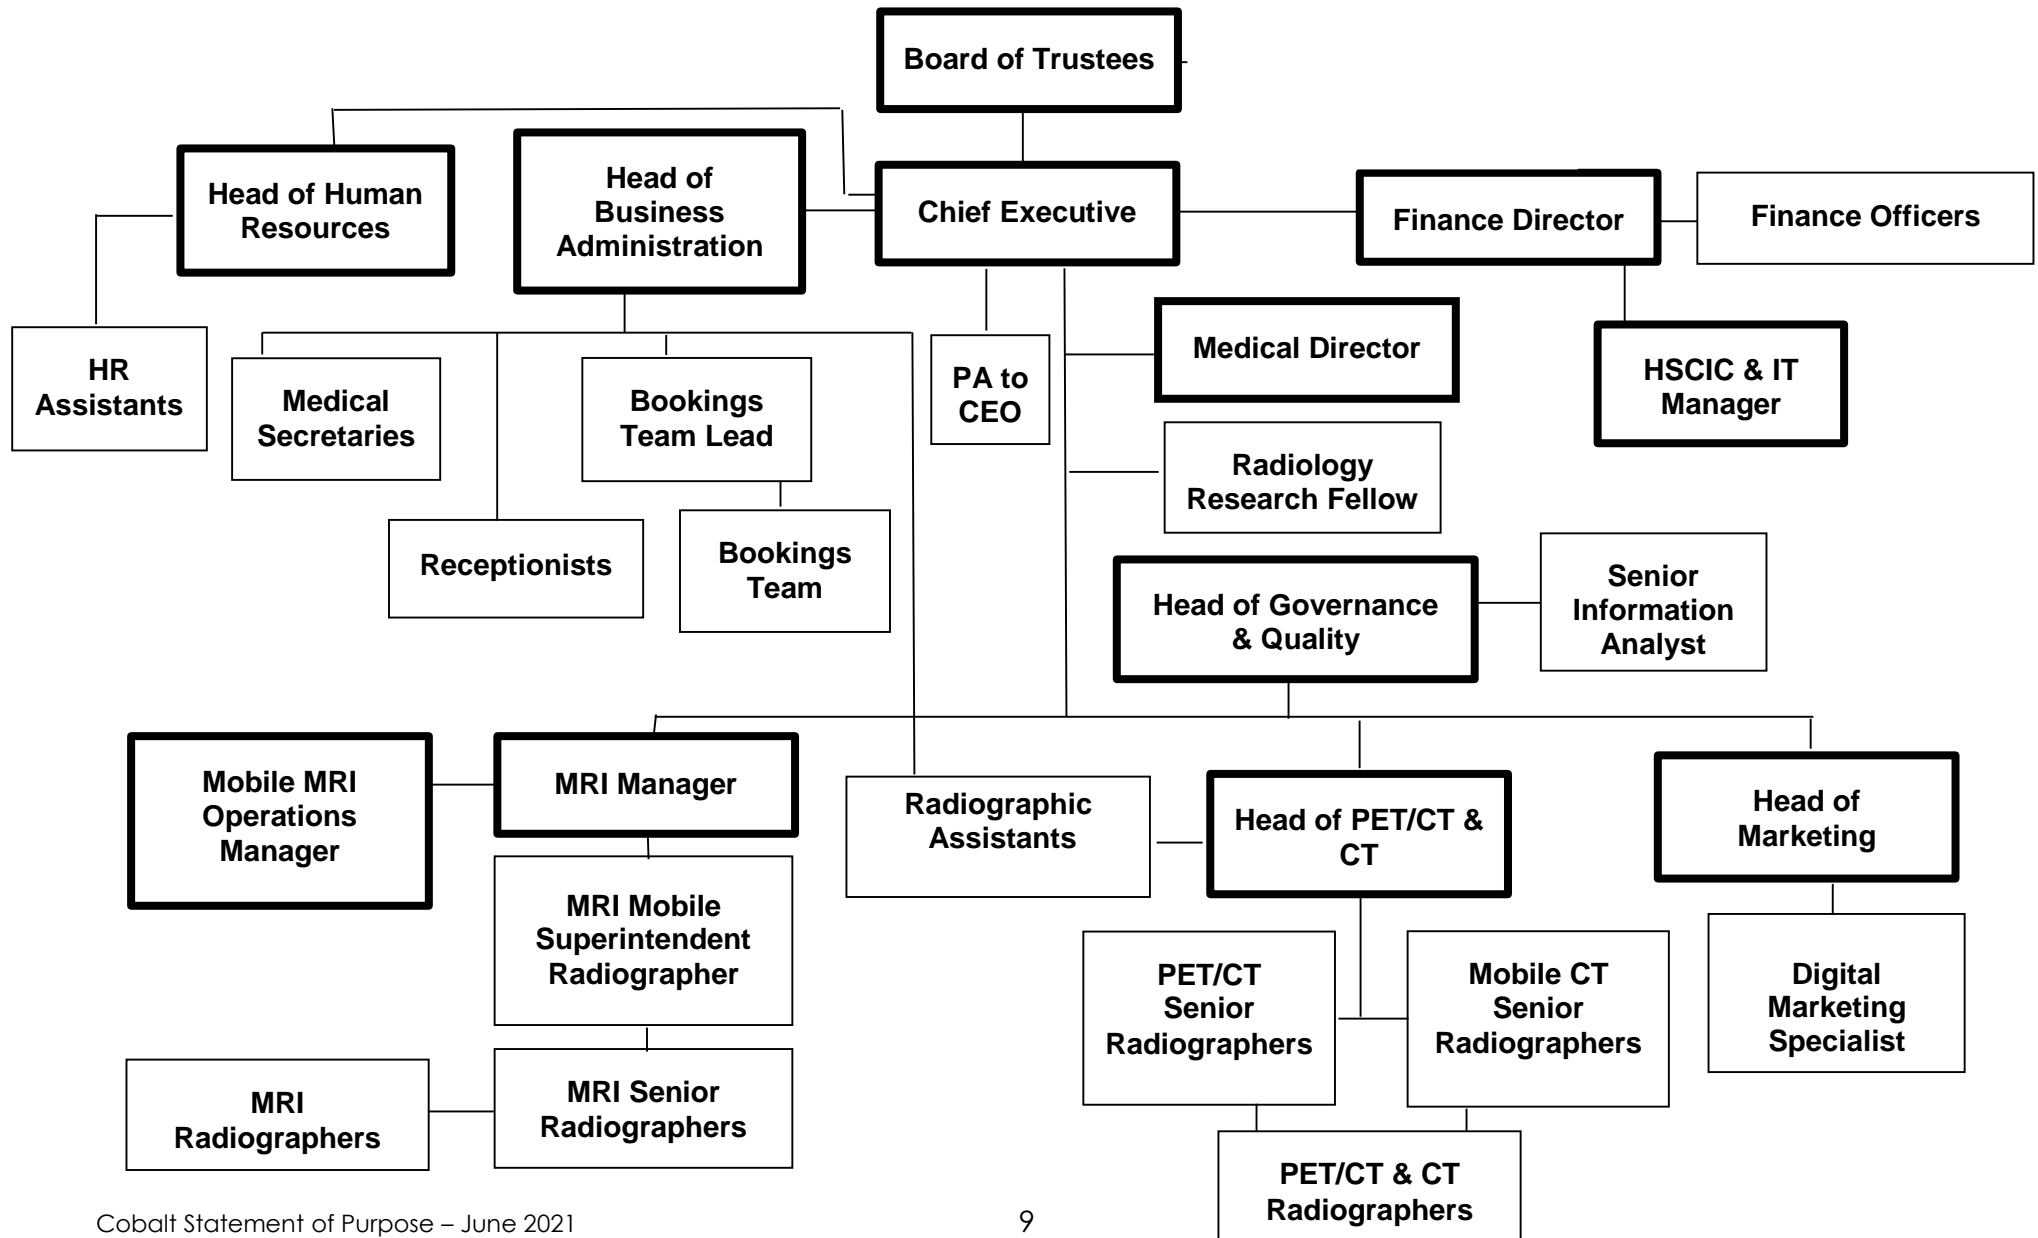 Board of Trustees
Head of Human
Resources
Head of
Business
Administration
Chief Executive
Finance Director
Finance Officers
HR
Assistants
Medical
Secretaries
Bookings
Team Lead
PA to
CEO
Medical Director
HSCIC & IT
Manager
Radiology
Research Fellow
Receptionists
Bookings
Team
Head of Governance
& Quality
Senior
Information
Analyst
Mobile MRI
Operations
Manager
MRI Manager
Radiographic
Assistants
Head of PET/CT &
CT
Head of
Marketing
MRI Mobile
Superintendent
Radiographer
PET/CT
Senior
Radiographers
Mobile CT
Senior
Radiographers
Digital
Marketing
Specialist
MRI
Radiographers
MRI Senior
Radiographers
PET/CT & CT
Radiographers
Cobalt Statement of Purpose – June 2021
9